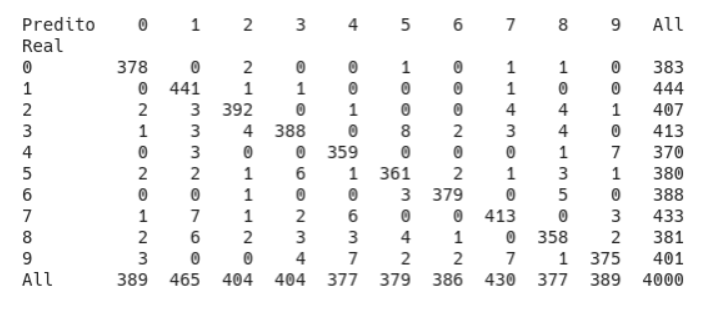 Predito 0 1 2 3 4 5 6 7 8 9 All
Real
0 378 0 2 0 0 1 0 1 1 0 383
1 0 441 1 1 0 0 0 1 0 0 444
2 2 3 392 0 1 0 0 4 4 1 407
3 1 3 4 388 0 8 2 3 4 0 413
4 0 3 0 0 359 0 0 0 1 7 370
5 2 2 1 6 1 361 2 1 3 1 380
6 0 0 1 0 0 3 379 0 5 0 388
7 1 7 1 2 6 0 0 413 0 3 433
8 2 6 2 3 3 4 1 0 358 2 381
9 3 0 0 4 7 2 2 7 1 375 401
All 389 465 404 404 377 379 386 430 377 389 4000